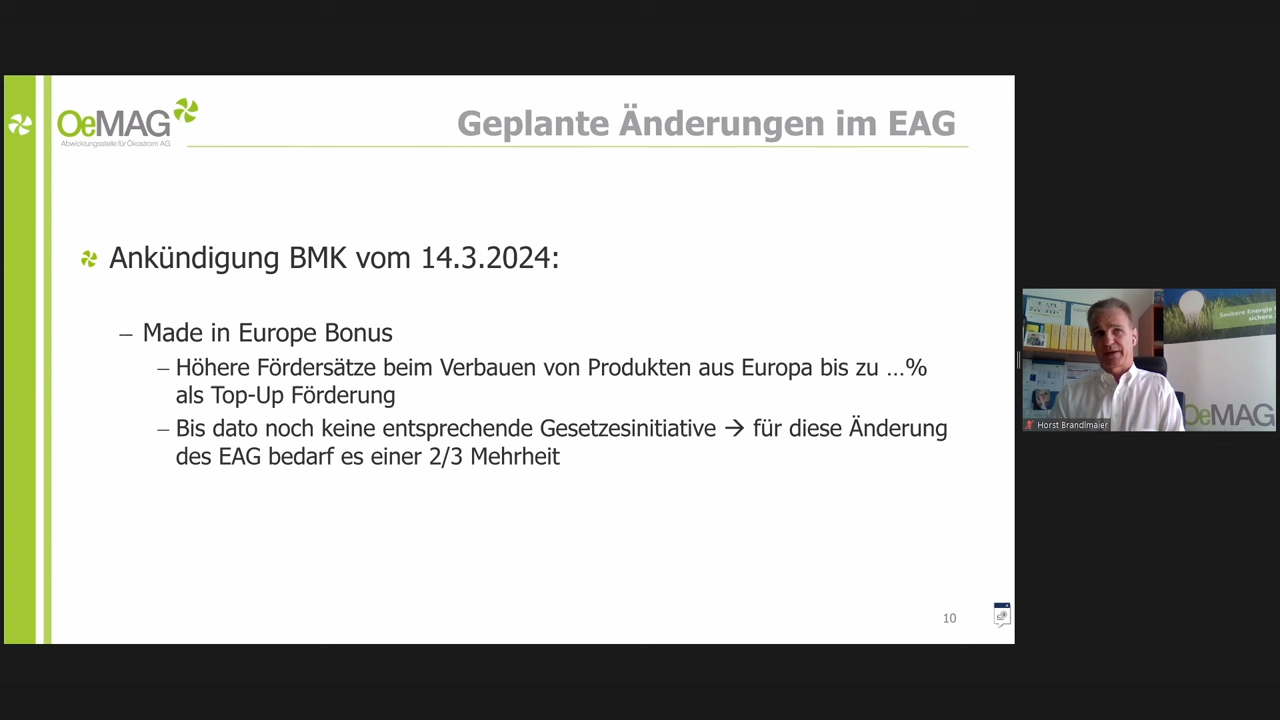 OeMAG
Abwicklungsstelle für Ökostrom AG
Geplante Änderungen im EAG
Ankündigung BMK vom 14.3.2024:
– Made in Europe Bonus
– Höhere Fördersätze beim Verbauen von Produkten aus Europa bis zu ...%
als Top-Up Förderung
– Bis dato noch keine entsprechende Gesetzesinitiative → für diese Änderung
des EAG bedarf es einer 2/3 Mehrheit
10
Saubere Energie
sichere
OeMAG
Horst Brandlmaier